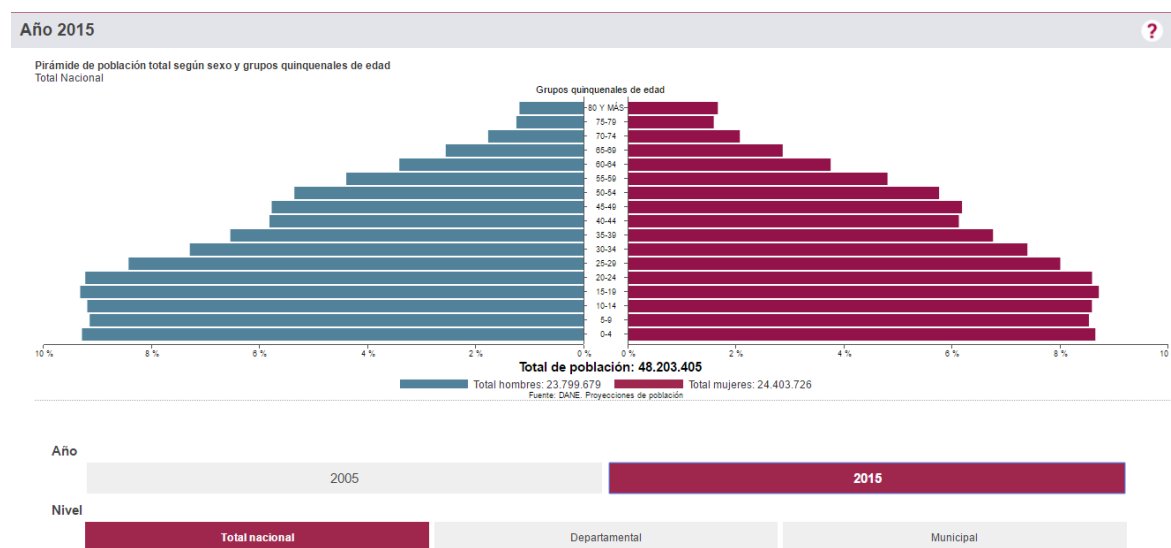 Año 2015
?
Pirámide de población total según sexo y grupos quinquenales de edad
Total Nacional
Grupos quinquenales de edad
80 Y MÁS
75-79
70-74
65-69
60-64
55-59
50-54
45-49
40-44
35-39
30-34
25-29
20-24
15-19
10-14
5-9
0-4
10 % 8 % 6 % 4 % 2 % 0 % 0 % 2 % 4 % 6 % 8 % 10
Total de población: 48.203.405
Total hombres: 23.799.679 Total mujeres: 24.403.726
Fuente: DANE. Proyecciones de población
Año
2005 2015
Nivel
Total nacional Departamental Municipal